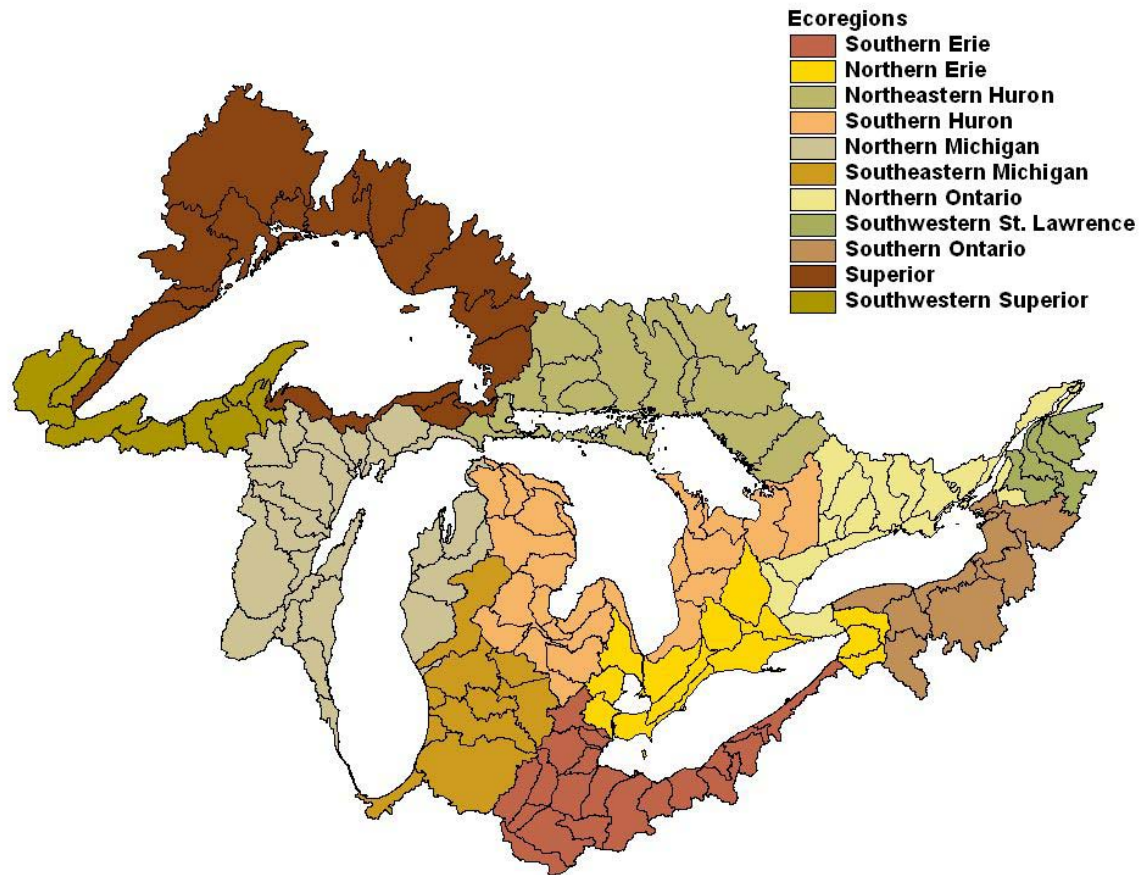 Ecoregions
Southern Erie
Northern Erie
Northeastern Huron
Southern Huron
Northern Michigan
Southeastern Michigan
Northern Ontario
Southwestern St. Lawrence
Southern Ontario
Superior
Southwestern Superior